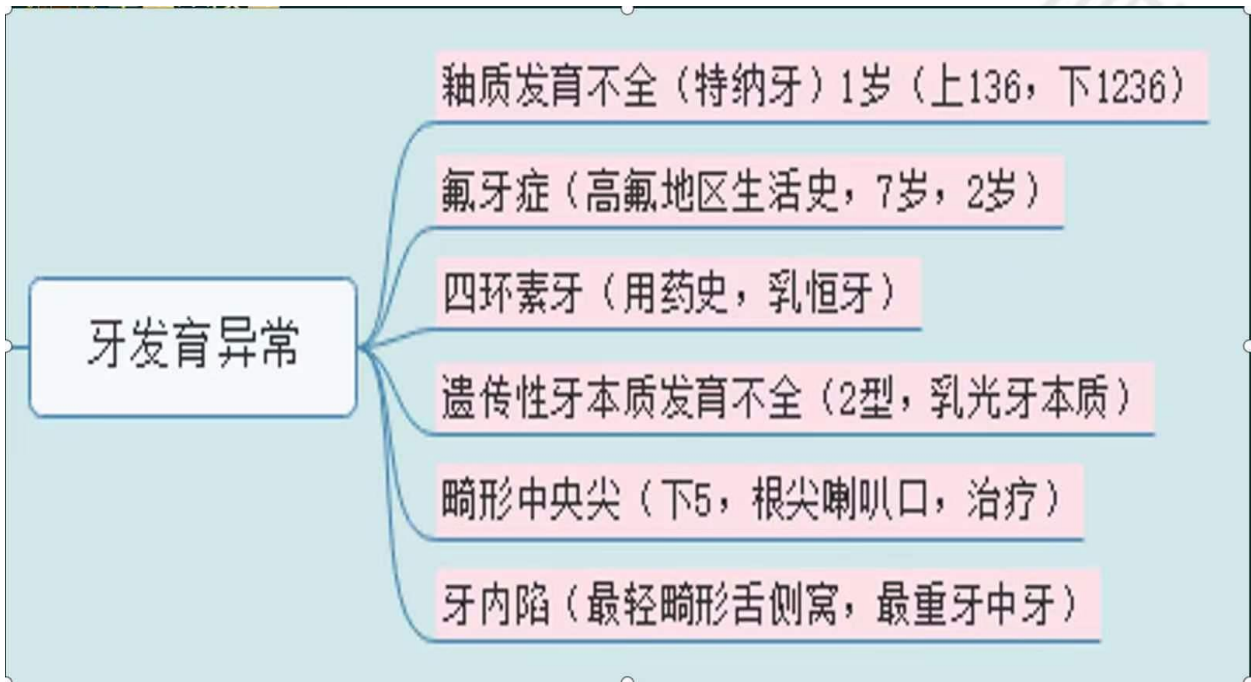 牙发育异常
釉质发育不全（特纳牙）1岁（上136，下1236）
氟牙症（高氟地区生活史，7岁，2岁）
四环素牙（用药史，乳恒牙）
遗传性牙本质发育不全（2型，乳光牙本质）
畸形中央尖（下5，根尖喇叭口，治疗）
牙内陷（最轻畸形舌侧窝，最重牙中牙）